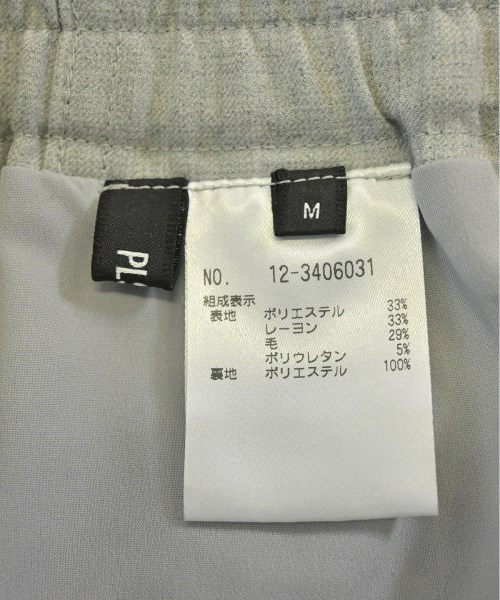 M
NO. 12-3406031
組成表示
表地 ポリエステル 33%
レーヨン 33%
毛 29%
ポリウレタン 5%
裏地 ポリエステル 100%